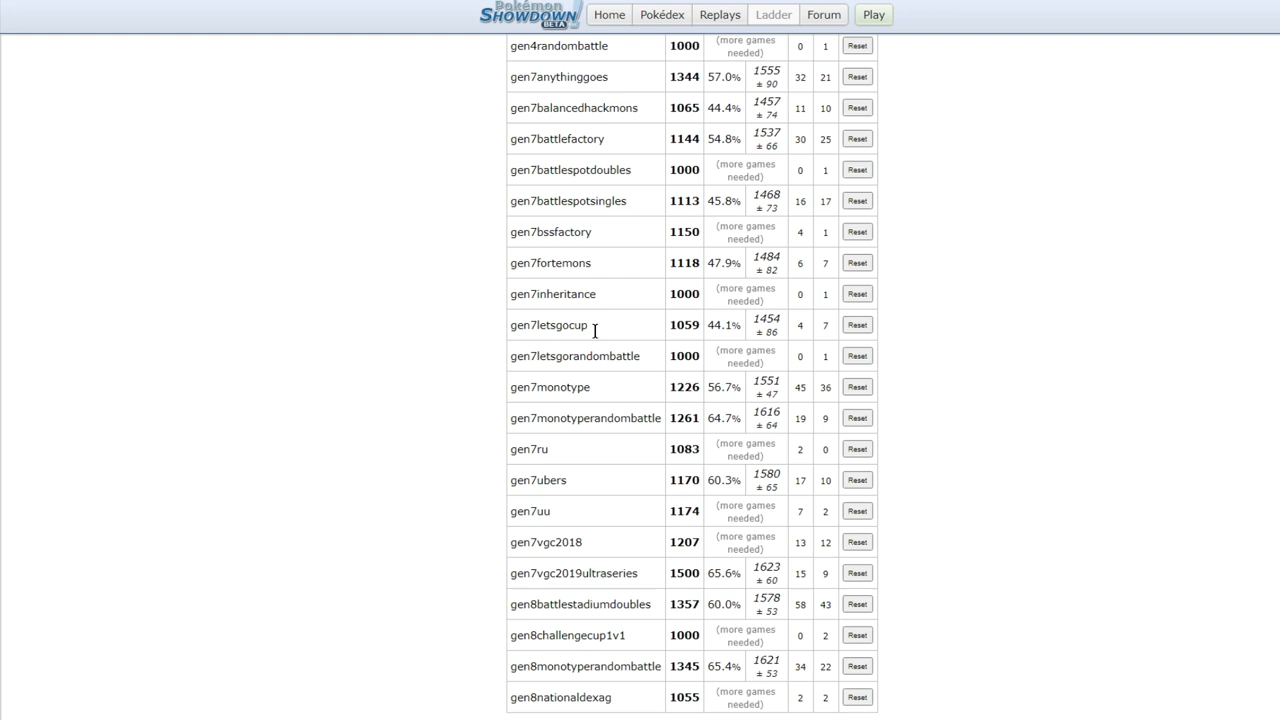 Pokémon
SHOWDOWN!
BETA
Home Pokédex Replays Ladder Forum Play
gen4randombattle 1000 (more games needed) 0 1 Reset
gen7anythinggoes 1344 57.0% 1555 ± 90 32 21 Reset
gen7balancedhackmons 1065 44.4% 1457 ± 74 11 10 Reset
gen7battlefactory 1144 54.8% 1537 ± 66 30 25 Reset
gen7battlespotdoubles 1000 (more games needed) 0 1 Reset
gen7battlespotsingles 1113 45.8% 1468 ± 73 16 17 Reset
gen7bssfactory 1150 (more games needed) 4 1 Reset
gen7fortemons 1118 47.9% 1484 ± 82 6 7 Reset
gen7inheritance 1000 (more games needed) 0 1 Reset
gen7letsgocup 1059 44.1% 1454 ± 86 4 7 Reset
gen7letsgorandombattle 1000 (more games needed) 0 1 Reset
gen7monotype 1226 56.7% 1551 ± 47 45 36 Reset
gen7monotyperandombattle 1261 64.7% 1616 ± 64 19 9 Reset
gen7ru 1083 (more games needed) 2 0 Reset
gen7ubers 1170 60.3% 1580 ± 65 17 10 Reset
gen7uu 1174 (more games needed) 7 2 Reset
gen7vgc2018 1207 (more games needed) 13 12 Reset
gen7vgc2019ultraseries 1500 65.6% 1623 ± 60 15 9 Reset
gen8battlestadiumdoubles 1357 60.0% 1578 ± 53 58 43 Reset
gen8challengecup1v1 1000 (more games needed) 0 2 Reset
gen8monotyperandombattle 1345 65.4% 1621 ± 53 34 22 Reset
gen8nationaldexag 1055 (more games needed) 2 2 Reset